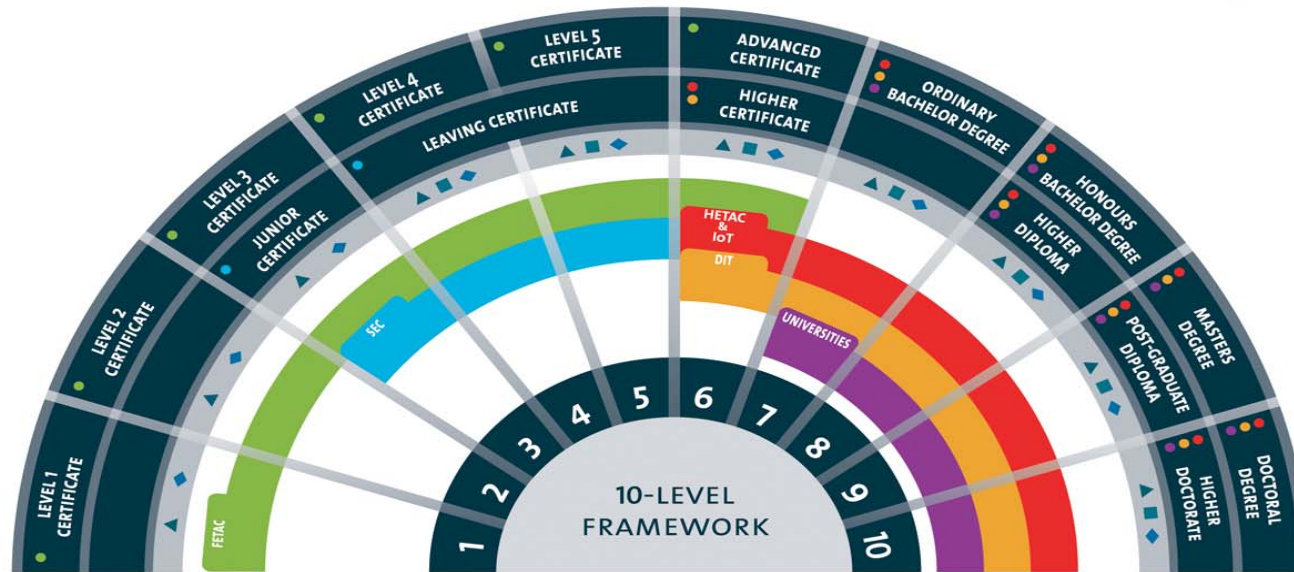 LEVEL 1
CERTIFICATE
LEVEL 2
CERTIFICATE
LEVEL 3
CERTIFICATE
LEVEL 4
CERTIFICATE
LEVEL 5
CERTIFICATE
ADVANCED
CERTIFICATE
ORDINARY
BACHELOR DEGREE
HONOURS
BACHELOR DEGREE
MASTERS
DEGREE
DOCTORAL
DEGREE
JUNIOR
CERTIFICATE
LEAVING CERTIFICATE
HIGHER
CERTIFICATE
HIGHER
DIPLOMA
POST-GRADUATE
DIPLOMA
HIGHER
DOCTORATE
FETAC
SEC
HETAC
&
IoT
DIT
UNIVERSITIES
1
2
3
4
5
6
7
8
9
10
10-LEVEL
FRAMEWORK